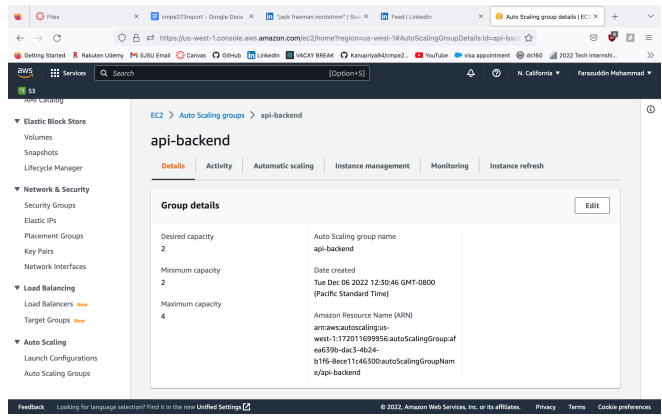 Files
cmpe273report - Google Docs
"jack freeman nordstrom" | Sear
Feed | LinkedIn
Auto Scaling group details | EC2
https://us-west-1.console.aws.amazon.com/ec2/home?region=us-west-1#AutoScalingGroupDetails:id=api-back
Getting Started
Rakuten Udemy
SJSU Email
Canvas
GitHub
LinkedIn
VACAY BREAK
Kanupriya94/cmpe2...
YouTube
visa appointment
ds160
2022 Tech Internshi...
aws
Services
Search
[Option+S]
N. California
Farazuddin Mohammad
S3
AMI Catalog
Elastic Block Store
Volumes
Snapshots
Lifecycle Manager
Network & Security
Security Groups
Elastic IPs
Placement Groups
Key Pairs
Network Interfaces
Load Balancing
Load Balancers New
Target Groups New
Auto Scaling
Launch Configurations
Auto Scaling Groups
EC2 > Auto Scaling groups > api-backend
api-backend
Details
Activity
Automatic scaling
Instance management
Monitoring
Instance refresh
Group details
Edit
Desired capacity
2
Minimum capacity
2
Maximum capacity
4
Auto Scaling group name
api-backend
Date created
Tue Dec 06 2022 12:30:46 GMT-0800
(Pacific Standard Time)
Amazon Resource Name (ARN)
arn:aws:autoscaling:us-
west-1:172011699956:autoScalingGroup:af
ea639b-dac3-4b24-
b1f6-8ece11c46300:autoScalingGroupNam
e/api-backend
Feedback
Looking for language selection? Find it in the new Unified Settings
© 2022, Amazon Web Services, Inc. or its affiliates.
Privacy
Terms
Cookie preferences